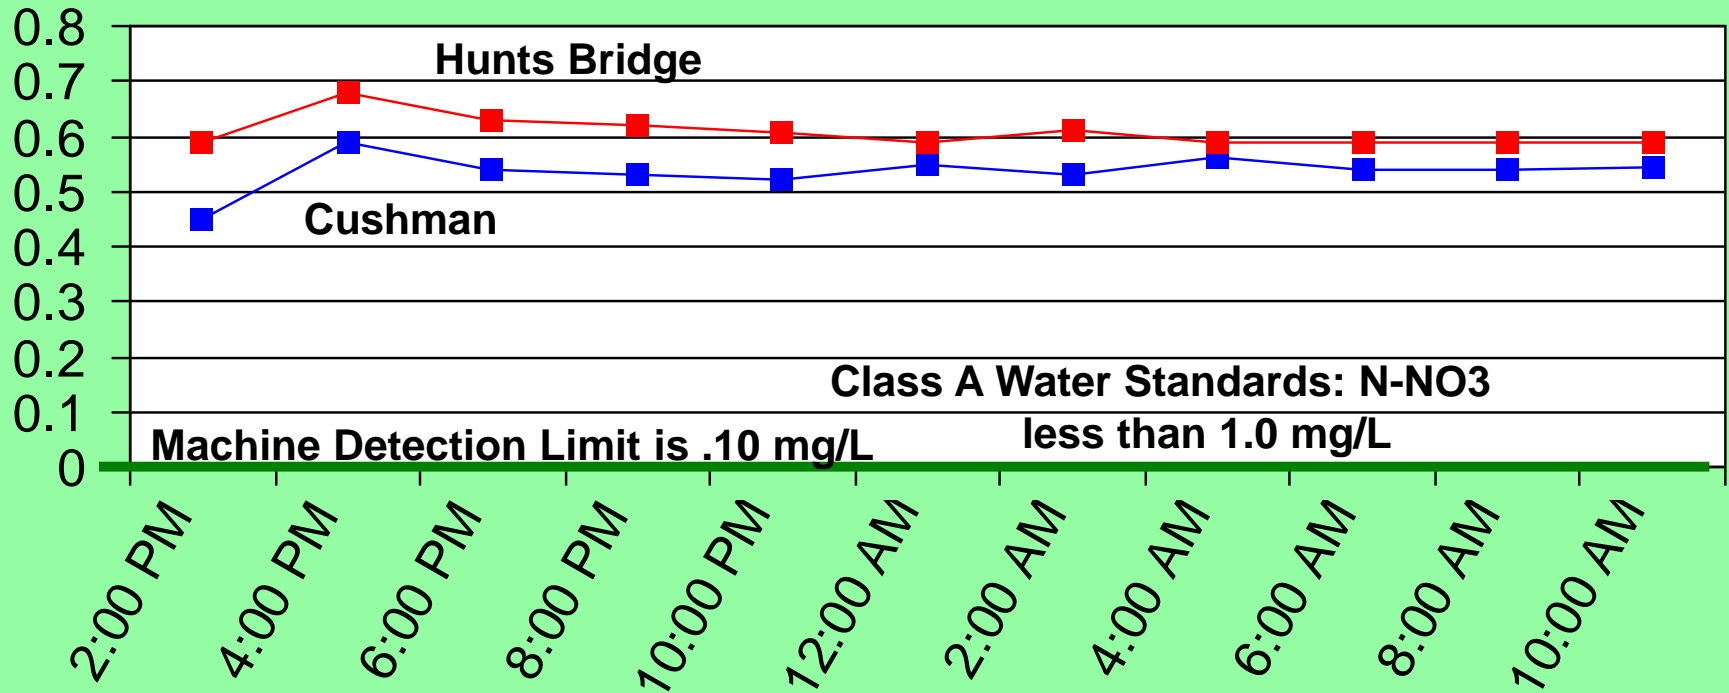 0.8
0.7
0.6
0.5
0.4
0.3
0.2
0.1
0
Hunts Bridge
Cushman
Class A Water Standards: N-NO3
less than 1.0 mg/L
Machine Detection Limit is .10 mg/L
2:00 PM
4:00 PM
6:00 PM
8:00 PM
10:00 PM
12:00 AM
2:00 AM
4:00 AM
6:00 AM
8:00 AM
10:00 AM